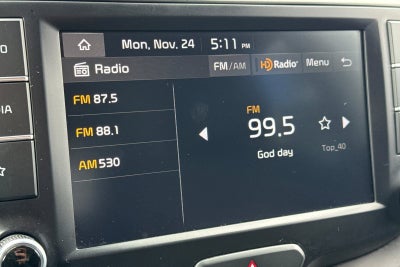 Mon, Nov. 24 5:11 PM
Radio FM/AM HD Radio Menu
FM 87.5
FM 88.1
AM 530
FM
99.5
God day
Top_40